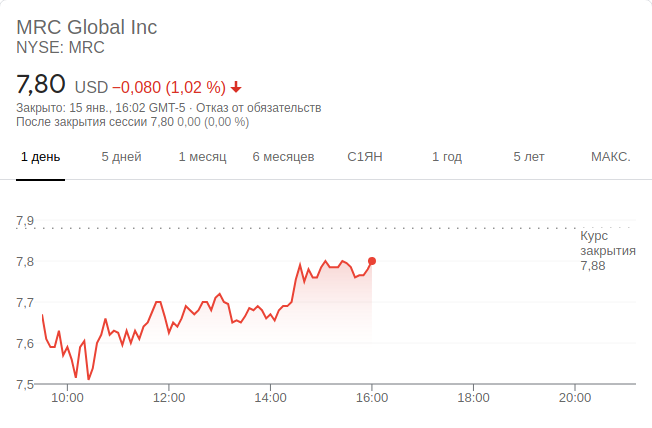 MRC Global Inc
NYSE: MRC
7,80 USD −0,080 (1,02 %)
Закрыто: 15 янв., 16:02 GMT-5 · Отказ от обязательств
После закрытия сессии 7,80 0,00 (0,00 %)
1 день 5 дней 1 месяц 6 месяцев С1ЯН 1 год 5 лет МАКС.
7,9
Курс
закрытия
7,88
7,8
7,7
7,6
7,5
10:00 12:00 14:00 16:00 18:00 20:00